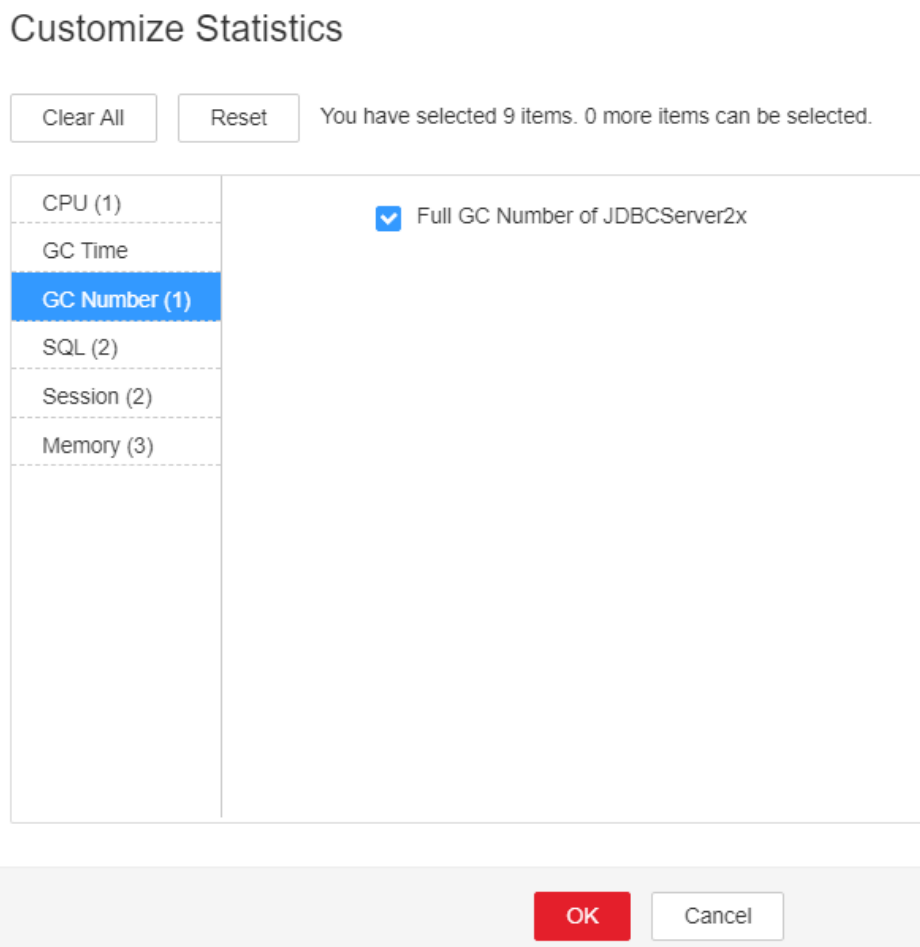 Customize Statistics
Clear All
Reset
You have selected 9 items. 0 more items can be selected.
CPU (1)
GC Time
GC Number (1)
SQL (2)
Session (2)
Memory (3)
Full GC Number of JDBCServer2x
OK
Cancel